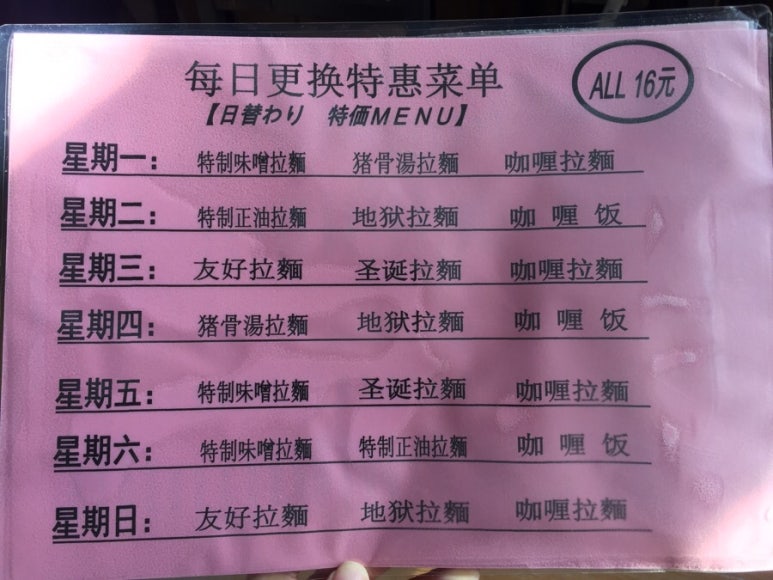 每日更换特惠菜单
ALL 16元
【日替わり 特価MENU】
星期一： 特制味噌拉麵 猪骨湯拉麵 咖喱拉麵
星期二： 特制正油拉麵 地狱拉麵 咖喱饭
星期三： 友好拉麵 圣诞拉麵 咖喱拉麵
星期四： 猪骨湯拉麵 地狱拉麵 咖喱饭
星期五： 特制味噌拉麵 圣诞拉麵 咖喱拉麵
星期六： 特制味噌拉麵 特制正油拉麵 咖喱饭
星期日： 友好拉麵 地狱拉麵 咖喱拉麵